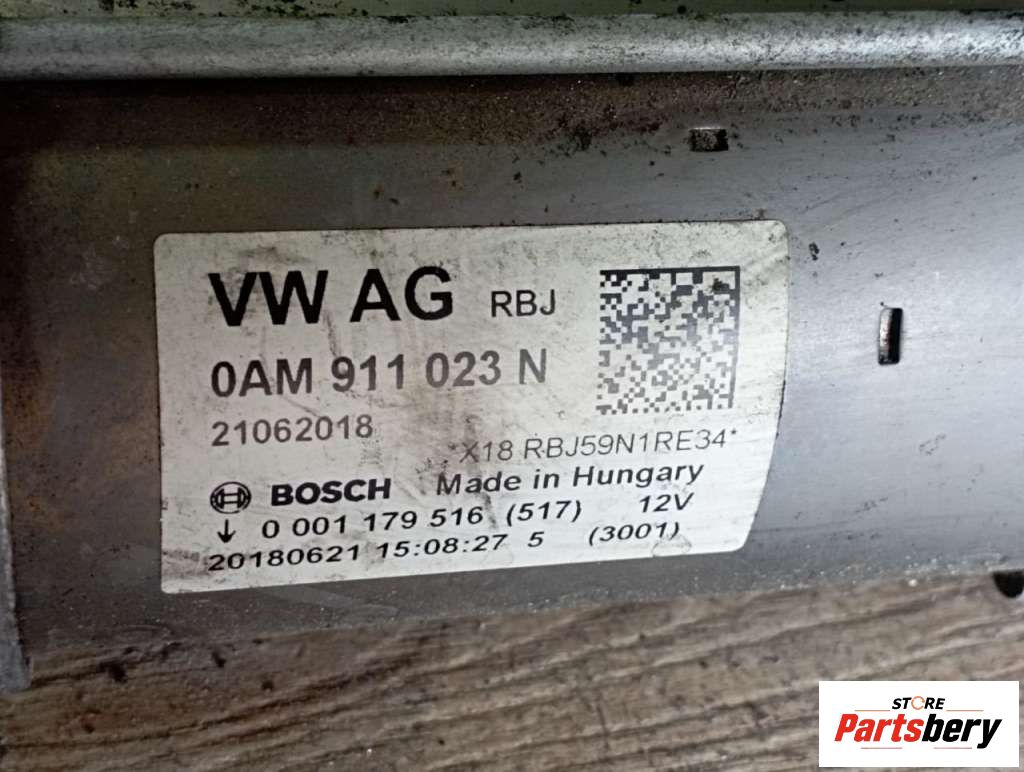 VW AG RBJ
0AM 911 023 N
21062018
*X18 RBJ59N1RE34*
BOSCH Made in Hungary
↓ 0 001 179 516 (517) 12V
20180621 15:08:27 5 (3001)
STORE
Partsbery